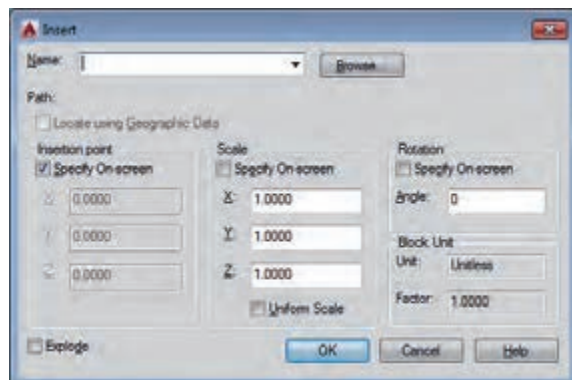 Insert
Name:
Browse...
Path:
Locate using Geographic Data
Insertion point
Specify On-screen
X: 0.0000
Y: 0.0000
Z: 0.0000
Scale
Specify On-screen
X: 1.0000
Y: 1.0000
Z: 1.0000
Uniform Scale
Rotation
Specify On-screen
Angle: 0
Block Unit
Unit: Unitless
Factor: 1.0000
Explode
OK
Cancel
Help